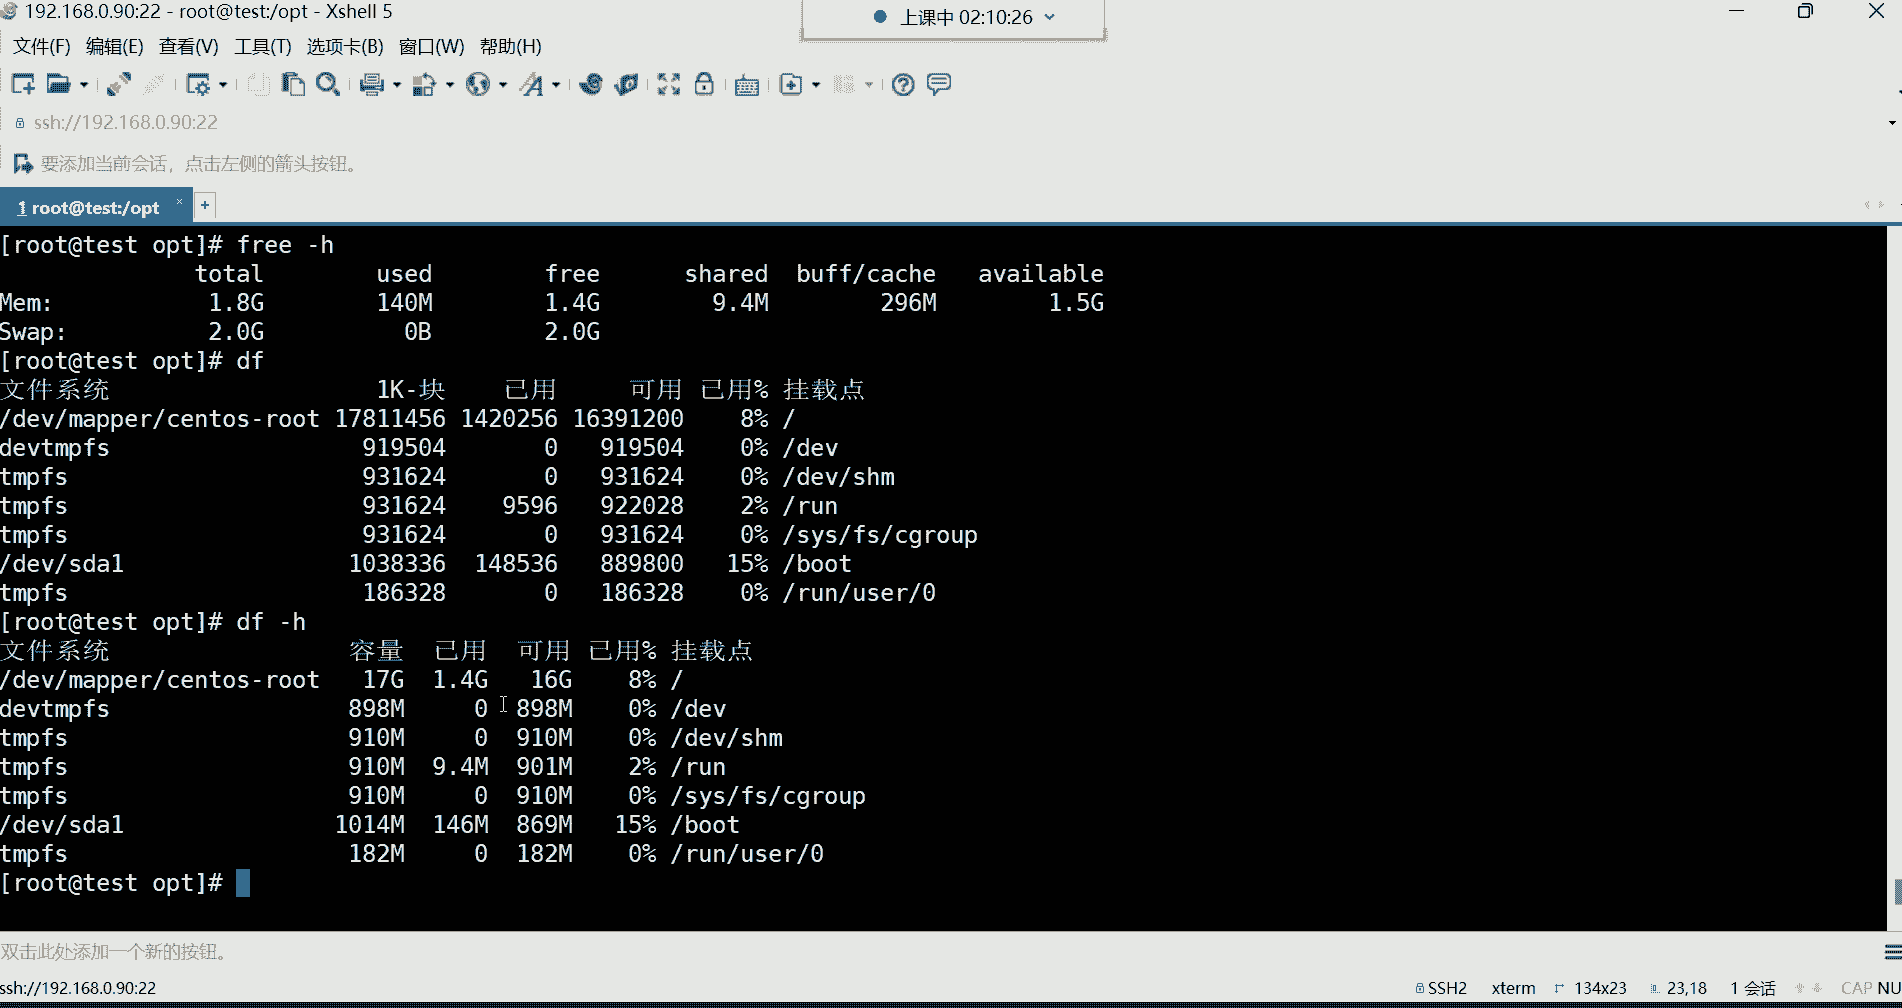 192.168.0.90:22 - root@test:/opt - Xshell 5
上课中 02:10:26
文件(F) 编辑(E) 查看(V) 工具(T) 选项卡(B) 窗口(W) 帮助(H)
ssh://192.168.0.90:22
要添加当前会话，点击左侧的箭头按钮。
1 root@test:/opt × +
[root@test opt]# free -h
total used free shared buff/cache available
Mem: 1.8G 140M 1.4G 9.4M 296M 1.5G
Swap: 2.0G 0B 2.0G
[root@test opt]# df
文件系统 1K-块 已用 可用 已用% 挂载点
/dev/mapper/centos-root 17811456 1420256 16391200 8% /
devtmpfs 919504 0 919504 0% /dev
tmpfs 931624 0 931624 0% /dev/shm
tmpfs 931624 9596 922028 2% /run
tmpfs 931624 0 931624 0% /sys/fs/cgroup
/dev/sda1 1038336 148536 889800 15% /boot
tmpfs 186328 0 186328 0% /run/user/0
[root@test opt]# df -h
文件系统 容量 已用 可用 已用% 挂载点
/dev/mapper/centos-root 17G 1.4G 16G 8% /
devtmpfs 898M 0 898M 0% /dev
tmpfs 910M 0 910M 0% /dev/shm
tmpfs 910M 9.4M 901M 2% /run
tmpfs 910M 0 910M 0% /sys/fs/cgroup
/dev/sda1 1014M 146M 869M 15% /boot
tmpfs 182M 0 182M 0% /run/user/0
[root@test opt]#
双击此处添加一个新的按钮。
ssh://192.168.0.90:22 SSH2 xterm 134x23 23,18 1 会话 CAP NU